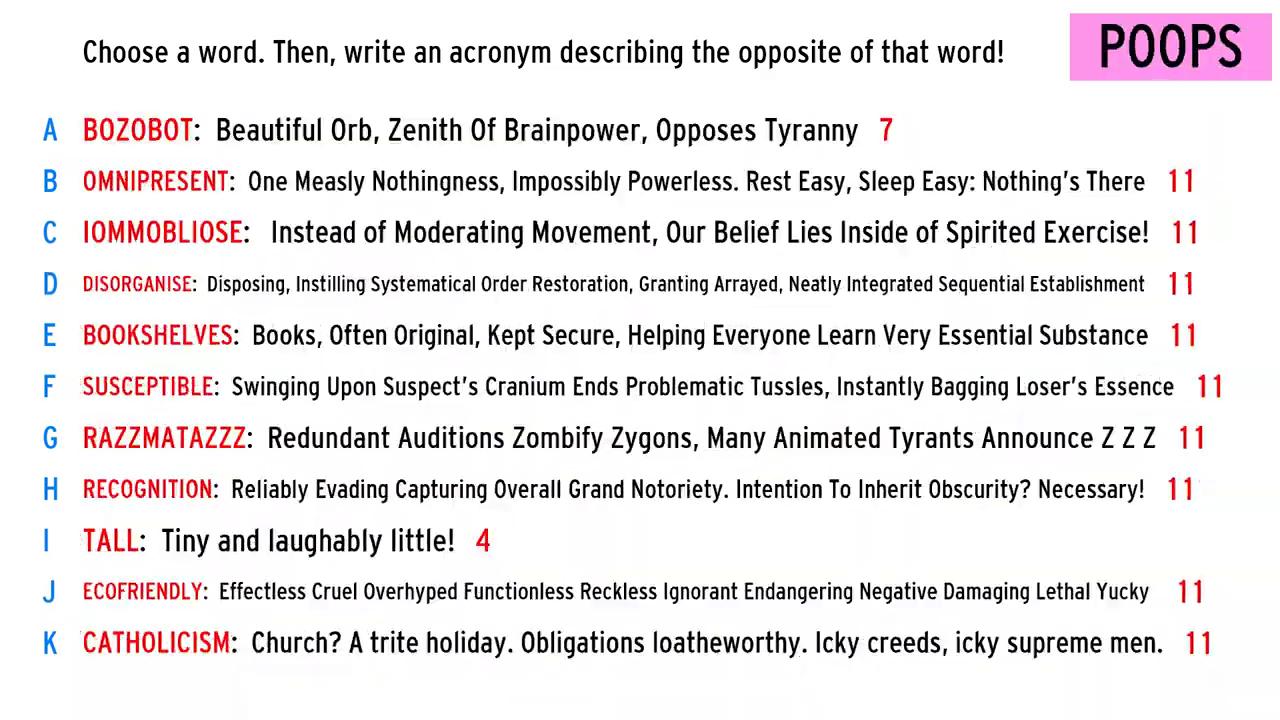 Choose a word. Then, write an acronym describing the opposite of that word!
POOPS
A BOZOBOT: Beautiful Orb, Zenith Of Brainpower, Opposes Tyranny 7
B OMNIPRESENT: One Measly Nothingness, Impossibly Powerless. Rest Easy, Sleep Easy: Nothing's There 11
C IOMMOBLIOSE: Instead of Moderating Movement, Our Belief Lies Inside of Spirited Exercise! 11
D DISORGANISE: Disposing, Instilling Systematical Order Restoration, Granting Arrayed, Neatly Integrated Sequential Establishment 11
E BOOKSHELVES: Books, Often Original, Kept Secure, Helping Everyone Learn Very Essential Substance 11
F SUSCEPTIBLE: Swinging Upon Suspect's Cranium Ends Problematic Tussles, Instantly Bagging Loser's Essence 11
G RAZZMATAZZZ: Redundant Auditions Zombify Zygons, Many Animated Tyrants Announce Z Z Z 11
H RECOGNITION: Reliably Evading Capturing Overall Grand Notoriety. Intention To Inherit Obscurity? Necessary! 11
I TALL: Tiny and laughably little! 4
J ECOFRIENDLY: Effectless Cruel Overhyped Functionless Reckless Ignorant Endangering Negative Damaging Lethal Yucky 11
K CATHOLICISM: Church? A trite holiday. Obligations loatheworthy. Icky creeds, icky supreme men. 11